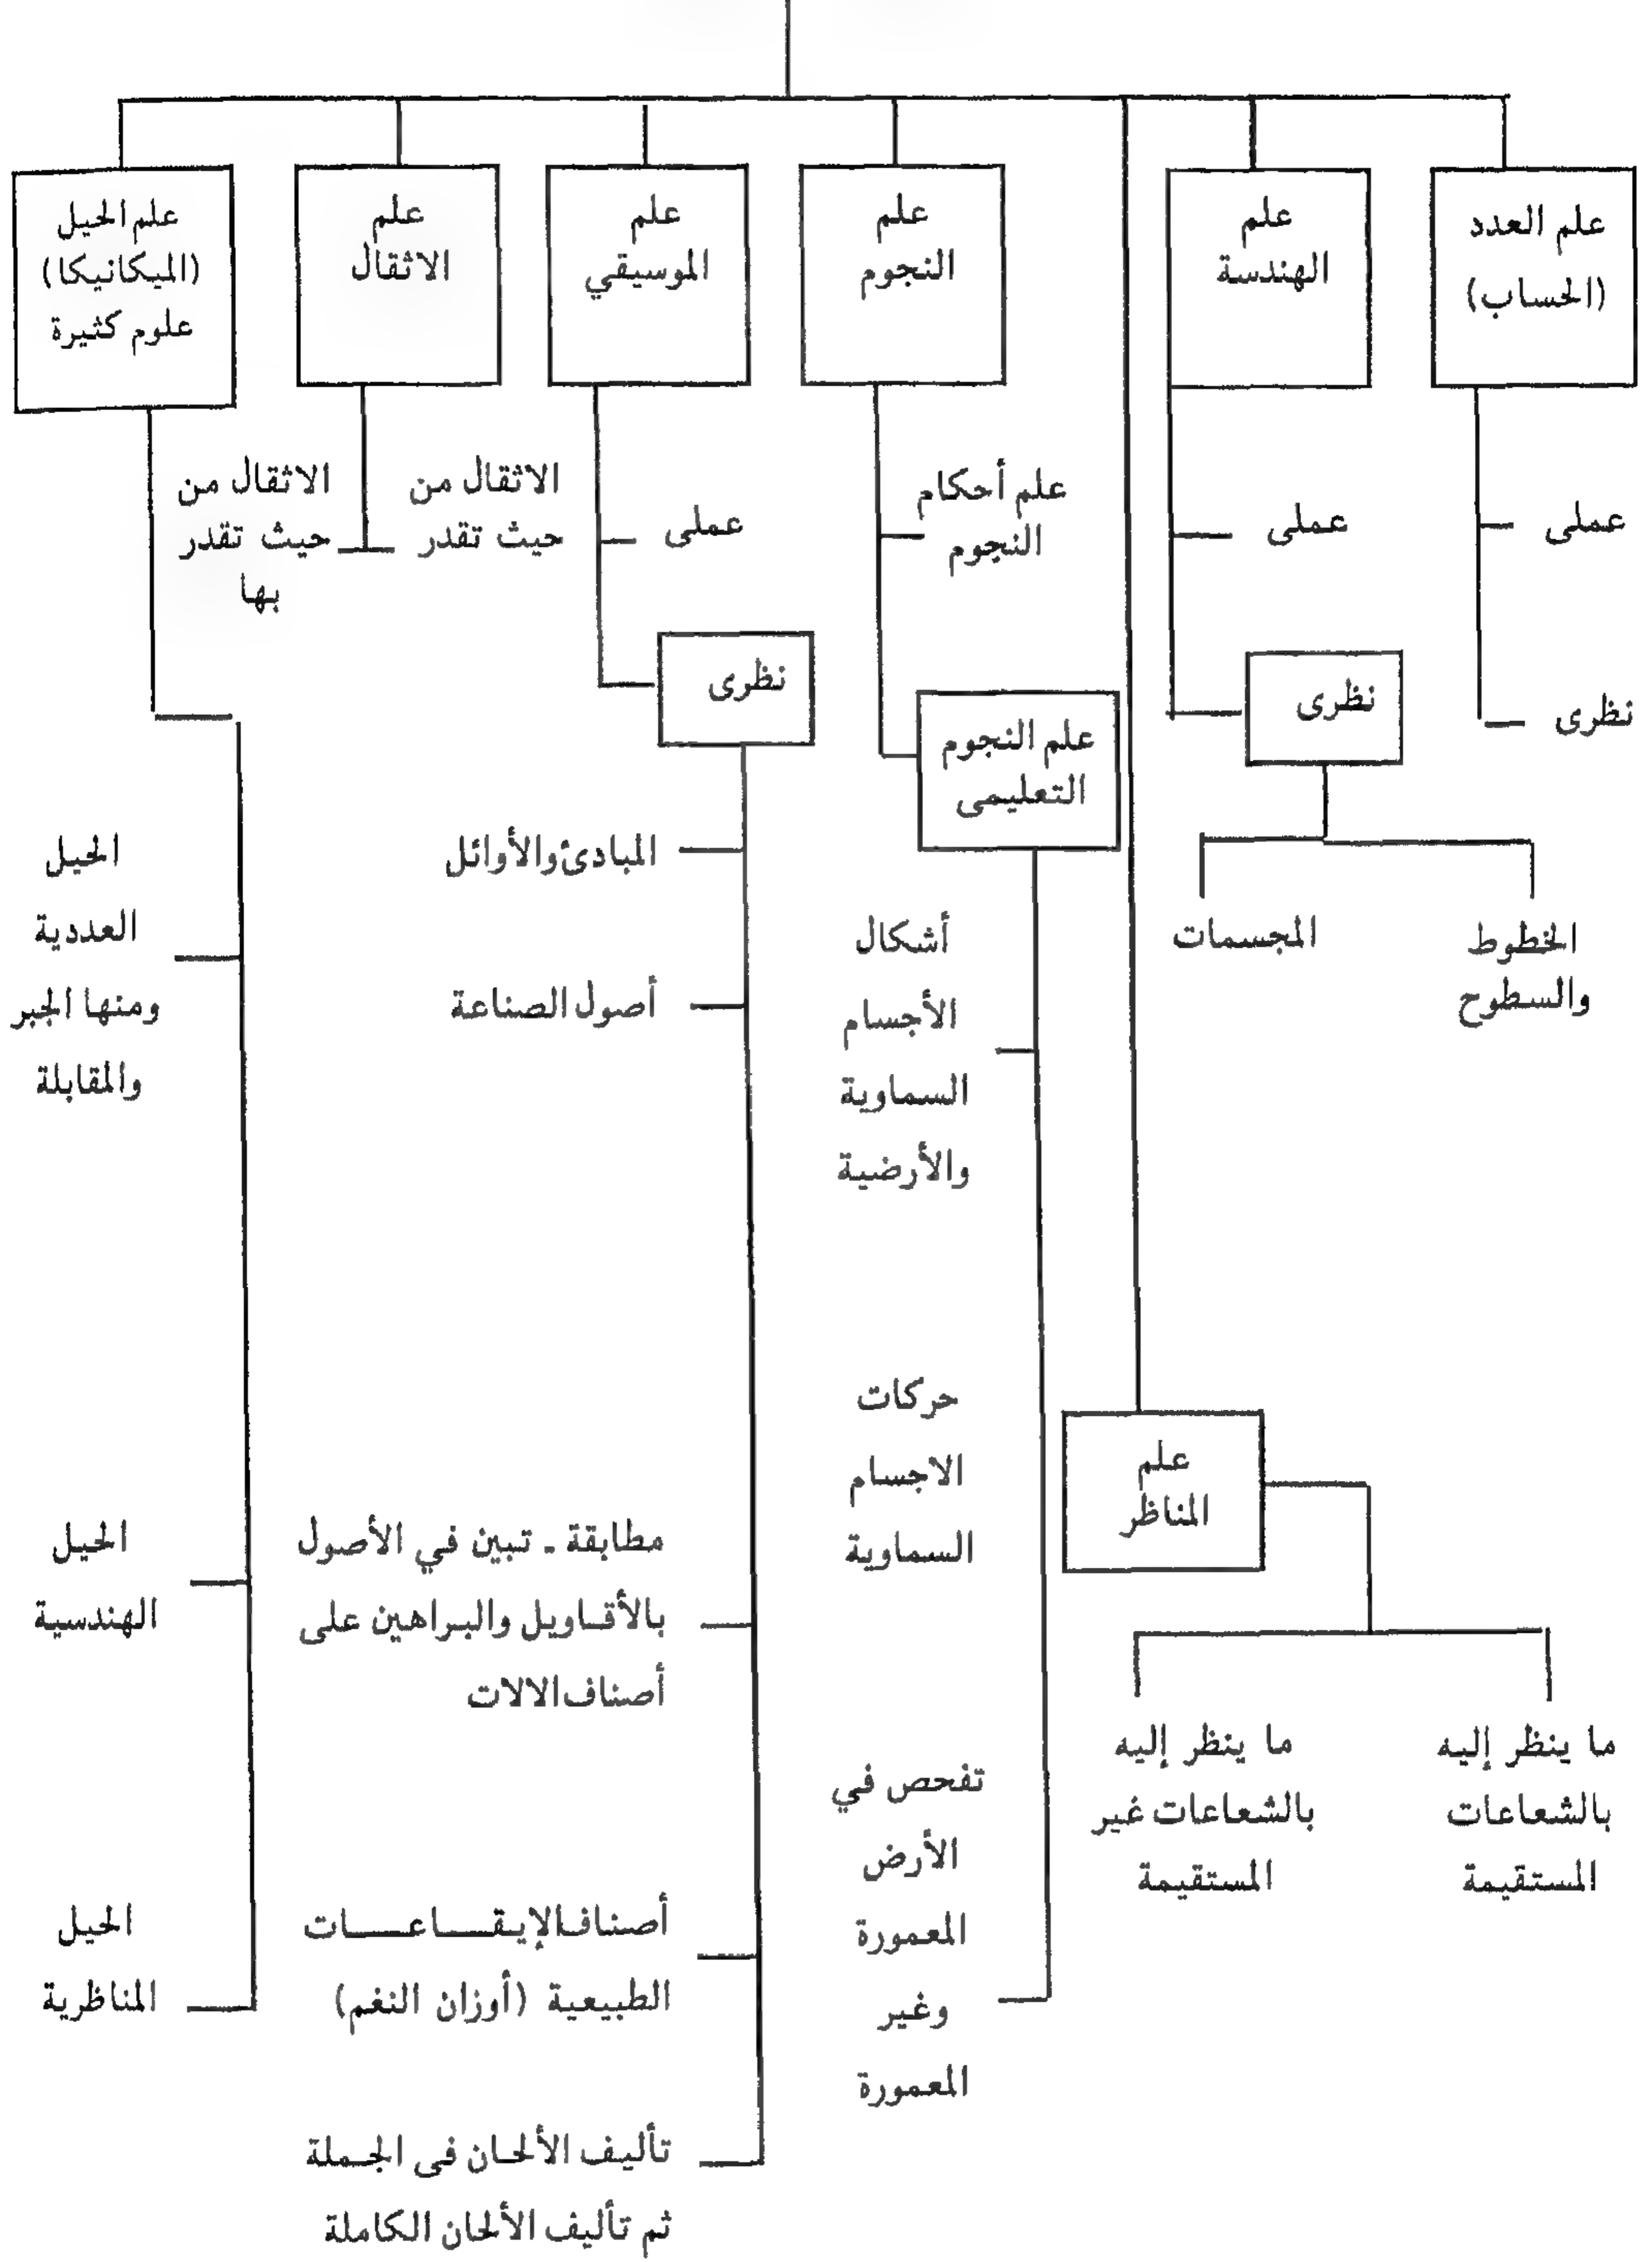 علم العدد
(الحساب)
عملى
نظرى
علم
الهندسة
عملى
نظرى
الخطوط
والسطوح
المجسمات
علم
المناظر
ما ينظر إليه
بالشعاعات
المستقيمة
ما ينظر إليه
بالشعاعات غير
المستقيمة
علم
النجوم
علم أحكام
النجوم
علم النجوم
التعليمى
أشكال
الأجسام
السماوية
والأرضية
حركات
الاجسام
السماوية
تفحص في
الأرض
المعمورة
وغير
المعمورة
علم
الموسيقي
عملى
نظرى
المبادئ والأوائل
أصول الصناعة
مطابقة ـ تبين في الأصول
بالأقاويل والبراهين على
أصناف الالات
أصناف الإيقــاعــــات
الطبيعية (أوزان النغم)
تأليف الألحان فى الجملة
ثم تأليف الألحان الكاملة
علم
الاثقال
الاثقال من
حيث تقدر
الاثقال من
حيث تقدر
بها
علم الحيل
(الميكانيكا)
علوم كثيرة
الحيل
العددية
ومنها الجبر
والمقابلة
الحيل
الهندسية
الحيل
المناظرية